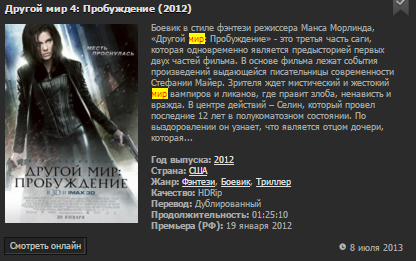 Другой мир 4: Пробуждение (2012)
МЕСТЬ
ПРОСНУЛАСЬ
ДРУГОЙ МИР:
ПРОБУЖДЕНИЕ
В 3D И IMAX 3D
Боевик в стиле фэнтези режиссера Манса Морлинда,
«Другой мир: Пробуждение» - это третья часть саги,
которая одновременно является предысторией первых
двух частей фильма. В основе фильма лежат события
произведений выдающейся писательницы современности
Стефании Майер. Зрителя ждет мистический и жестокий
мир вампиров и ликанов, где правит злоба, ненависть и
вражда. В центре действий – Селин, который провел
последние 12 лет в полукоматозном состоянии. По
выздоровлении он узнает, что является отцом дочери,
которая...
Год выпуска: 2012
Страна: США
Жанр: Фэнтези, Боевик, Триллер
Качество: HDRip
Перевод: Дублированный
Продолжительность: 01:25:10
Премьера (РФ): 19 января 2012
Смотреть онлайн
8 июля 2013